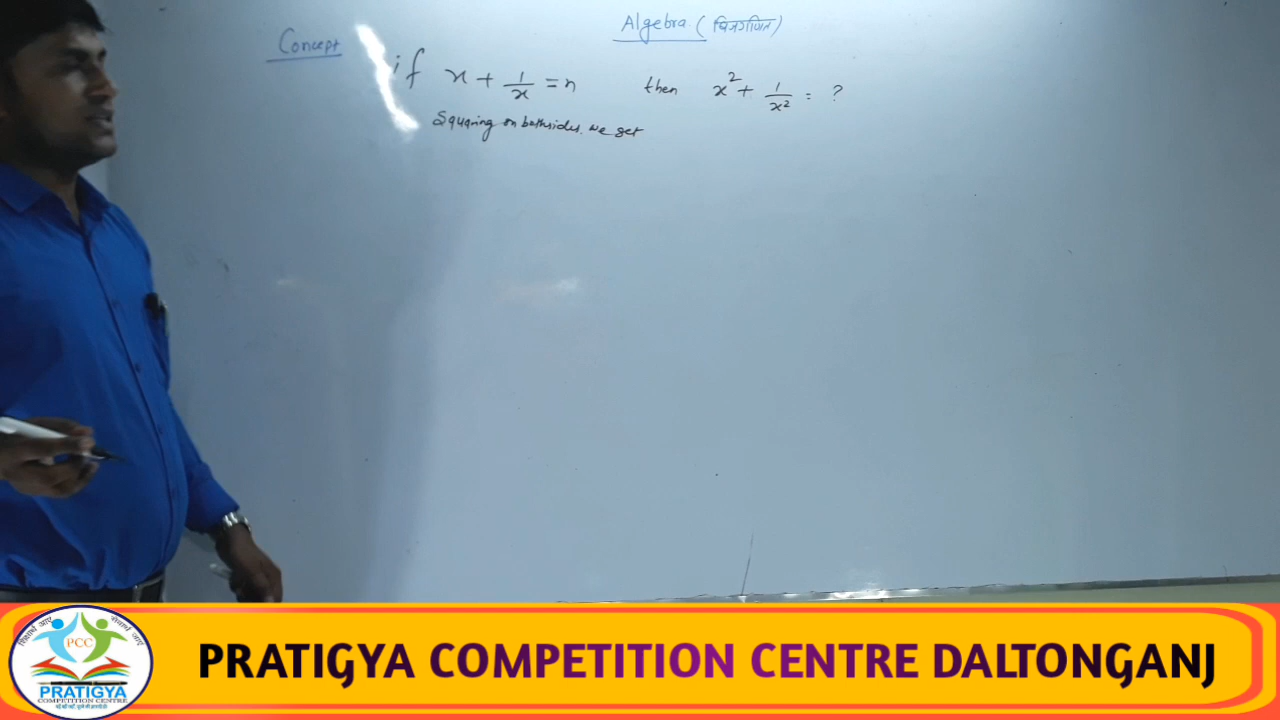 Algebra (बिजगणित)
Concept
if x + 1/x = n then x² + 1/x² = ?
Squaring on bothsides. we get
PRATIGYA COMPETITION CENTRE DALTONGANJ
PCC
PRATIGYA
COMPETITION CENTRE